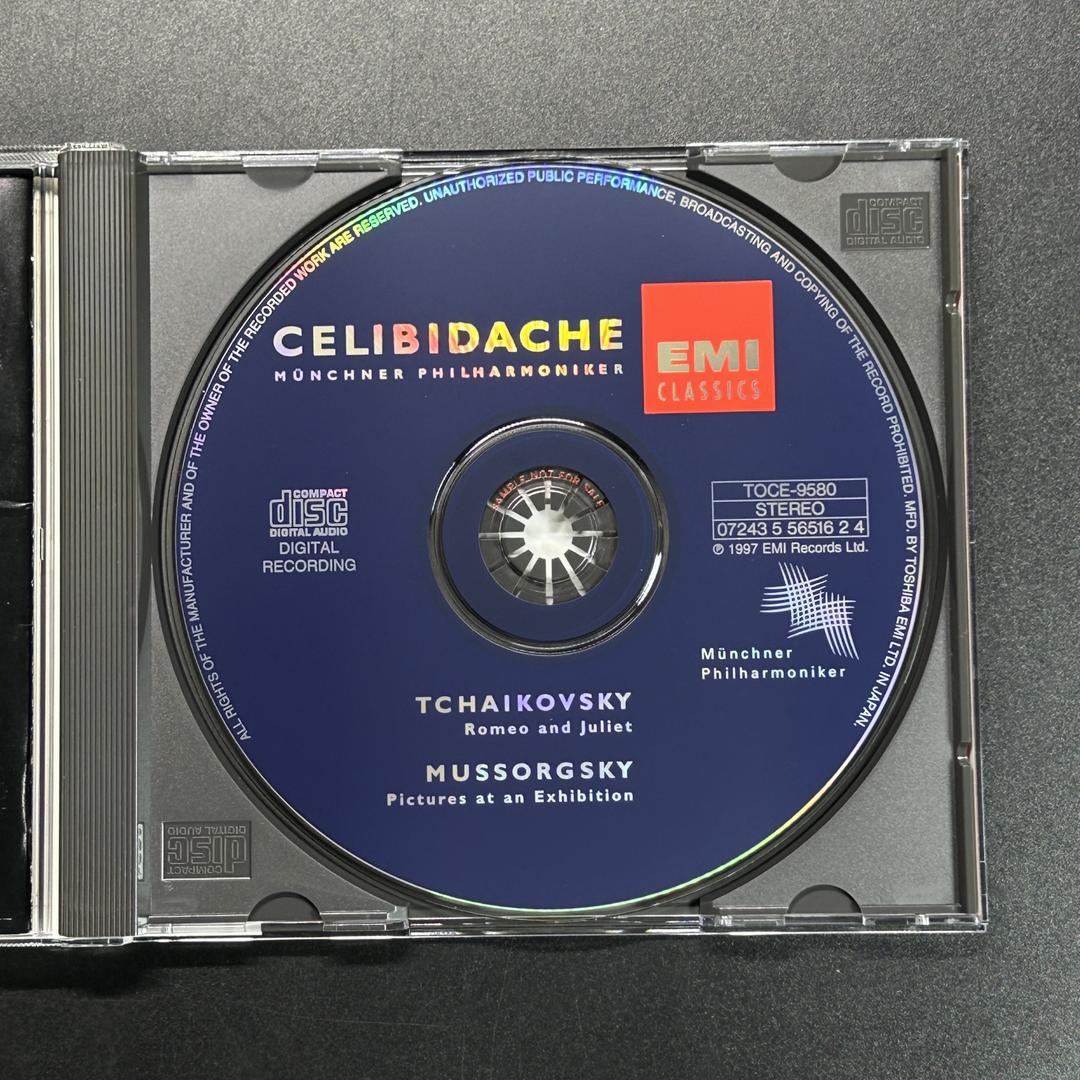 ALL RIGHTS OF THE MANUFACTURER AND OF THE OWNER OF THE RECORDED WORK ARE RESERVED. UNAUTHORIZED PUBLIC PERFORMANCE, BROADCASTING AND COPYING OF THE RECORD PROHIBITED. MFD. BY TOSHIBA EMI LTD. IN JAPAN.
COMPACT
disc
DIGITAL AUDIO
CELIBIDACHE
MÜNCHNER PHILHARMONIKER
EMI
CLASSICS
SAMPLE NOT FOR SALE
COMPACT
disc
DIGITAL AUDIO
DIGITAL
RECORDING
TOCE-9580
STEREO
07243 5 56516 2 4
℗ 1997 EMI Records Ltd.
Münchner
Philharmoniker
TCHAIKOVSKY
Romeo and Juliet
MUSSORGSKY
Pictures at an Exhibition
COMPACT
disc
DIGITAL AUDIO